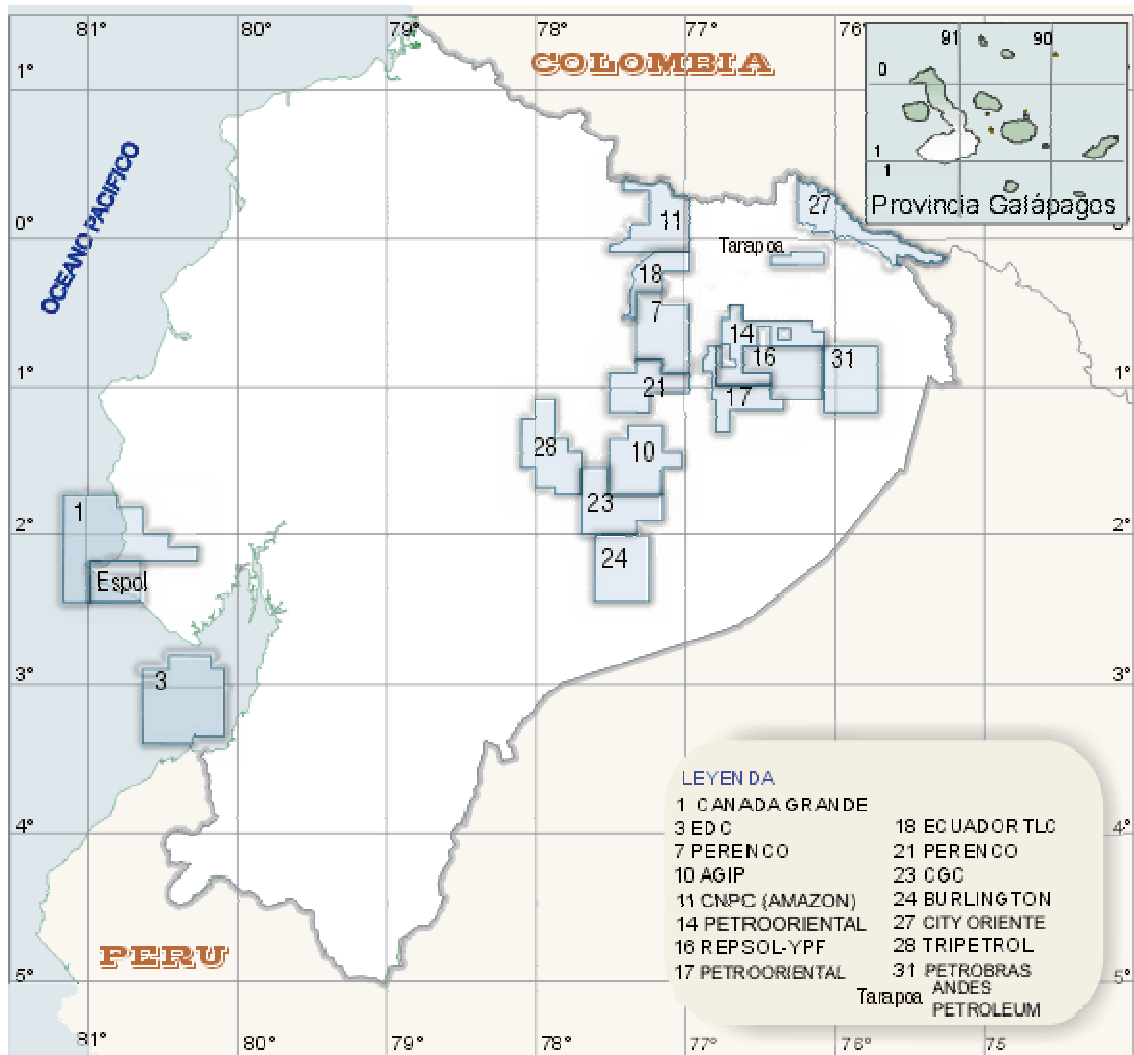 81° 80° 79° 78° 77° 76°
COLOMBIA
91 90
0
1
1
Provincia Galápagos
1°
0°
1°
2°
3°
4°
5°
1°
2°
3°
4°
5°
OCEANO PACIFICO
11
27
Tarapoa
18
7
14
16
31
21
17
28
10
23
24
1
Espol
3
PERU
LEYENDA
1 CANADA GRANDE
3 EDC
7 PERENCO
10 AGIP
11 CNPC (AMAZON)
14 PETROORIENTAL
16 REPSOL-YPF
17 PETROORIENTAL
18 ECUADOR TLC
21 PERENCO
23 CGC
24 BURLINGTON
27 CITY ORIENTE
28 TRIPETROL
31 PETROBRAS
Tarapoa ANDES
PETROLEUM
81° 80° 79° 78° 77° 76° 75